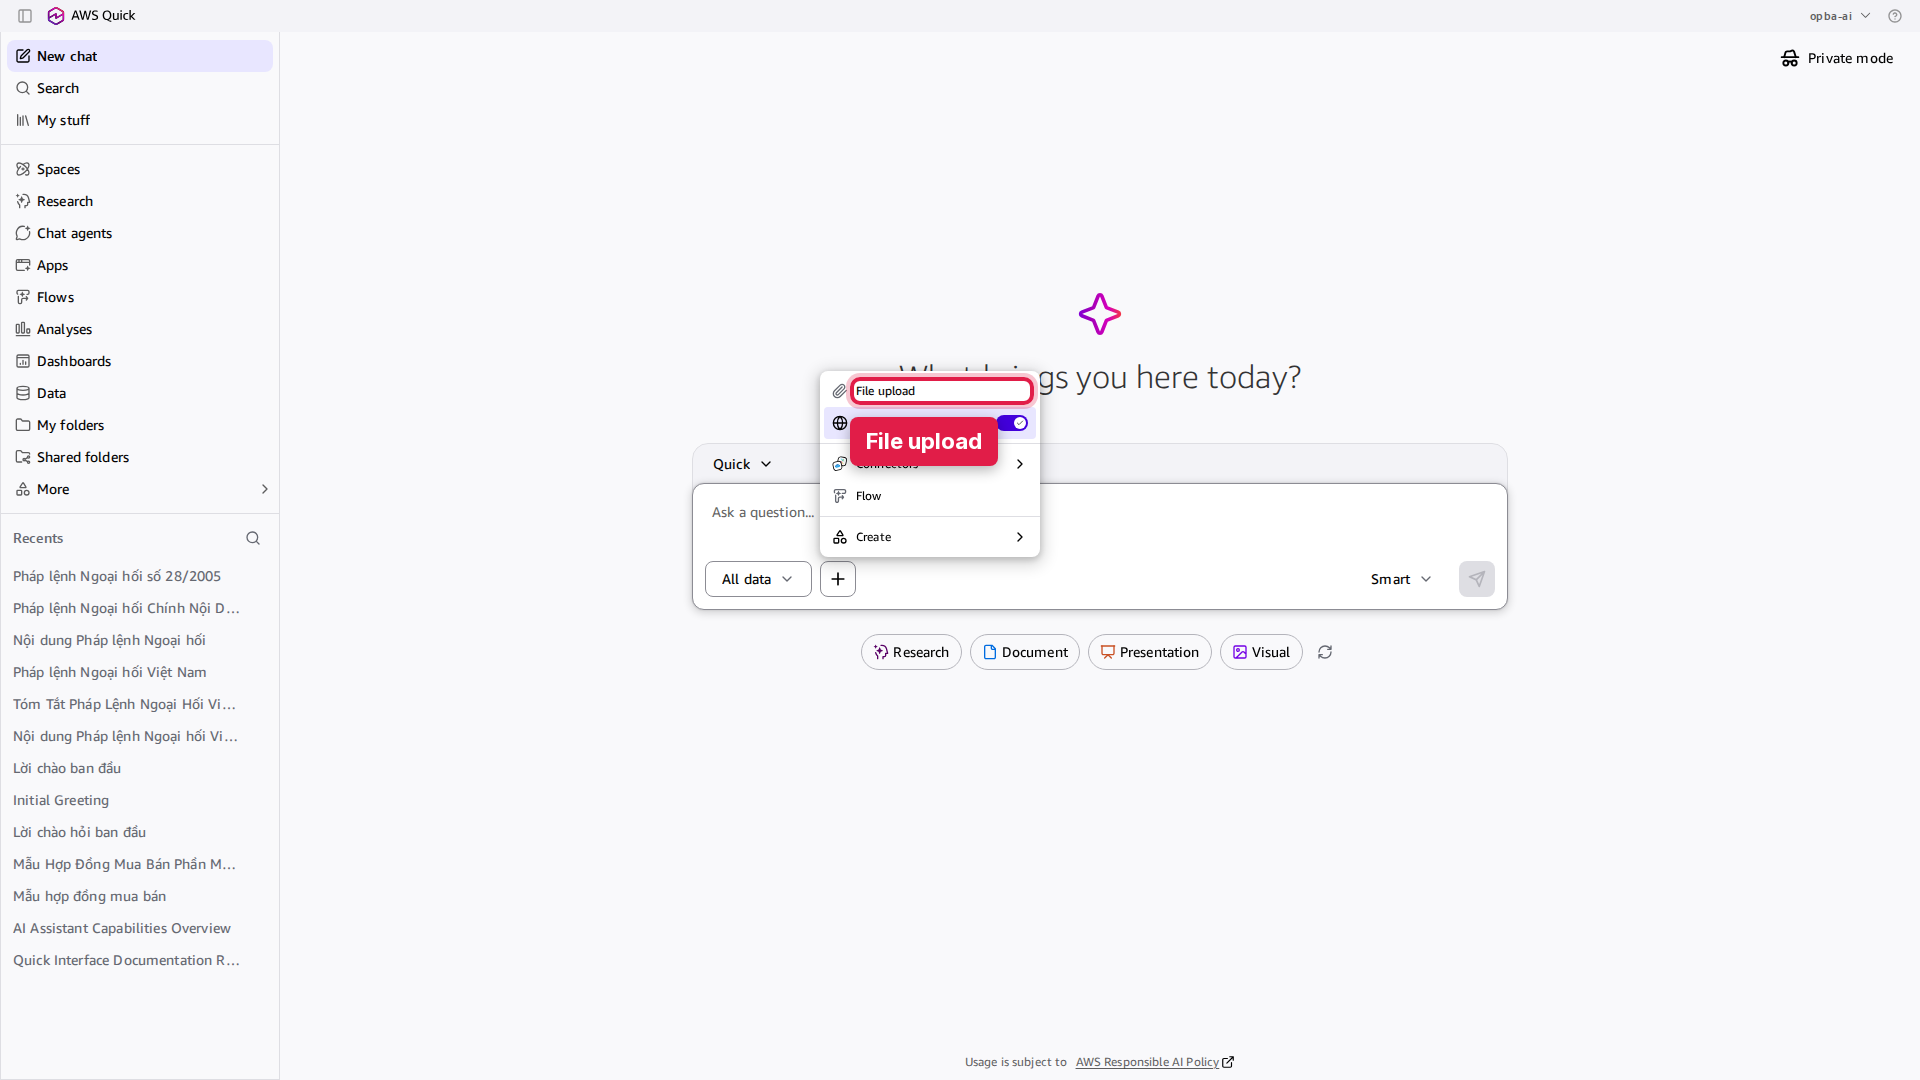 AWS Quick
opba-ai
New chat
Search
My stuff
Private mode
Spaces
Research
Chat agents
Apps
Flows
Analyses
Dashboards
Data
My folders
Shared folders
More
Recents
Pháp lệnh Ngoại hối số 28/2005
Pháp lệnh Ngoại hối Chính Nội D...
Nội dung Pháp lệnh Ngoại hối
Pháp lệnh Ngoại hối Việt Nam
Tóm Tắt Pháp Lệnh Ngoại Hối Vi...
Nội dung Pháp lệnh Ngoại hối Vi...
Lời chào ban đầu
Initial Greeting
Lời chào hỏi ban đầu
Mẫu Hợp Đồng Mua Bán Phần M...
Mẫu hợp đồng mua bán
AI Assistant Capabilities Overview
Quick Interface Documentation R...
you here today?
File upload
File upload
Connectors
Flow
Create
Quick
Ask a question...
All data
Smart
Research
Document
Presentation
Visual
Usage is subject to AWS Responsible AI Policy